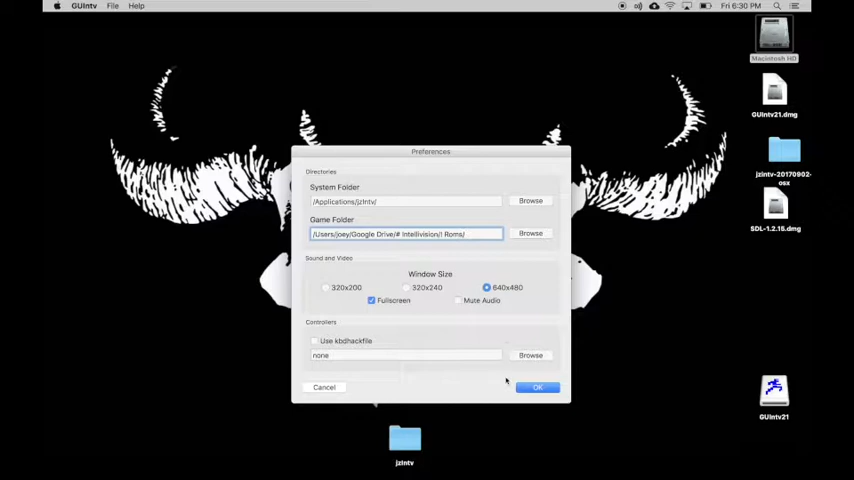 GUIntv File Help Fri 6:30 PM
Macintosh HD
GUIntv21.dmg
jzintv-20170902-
osx
SDL-1.2.15.dmg
Preferences
Directories
System Folder
/Applications/jzIntv/ Browse
Game Folder
/Users/joey/Google Drive/# Intellivision/! Roms/ Browse
Sound and Video
Window Size
320x200 320x240 640x480
Fullscreen Mute Audio
Controllers
Use kbdhackfile
none Browse
Cancel OK
GUIntv21
jzIntv